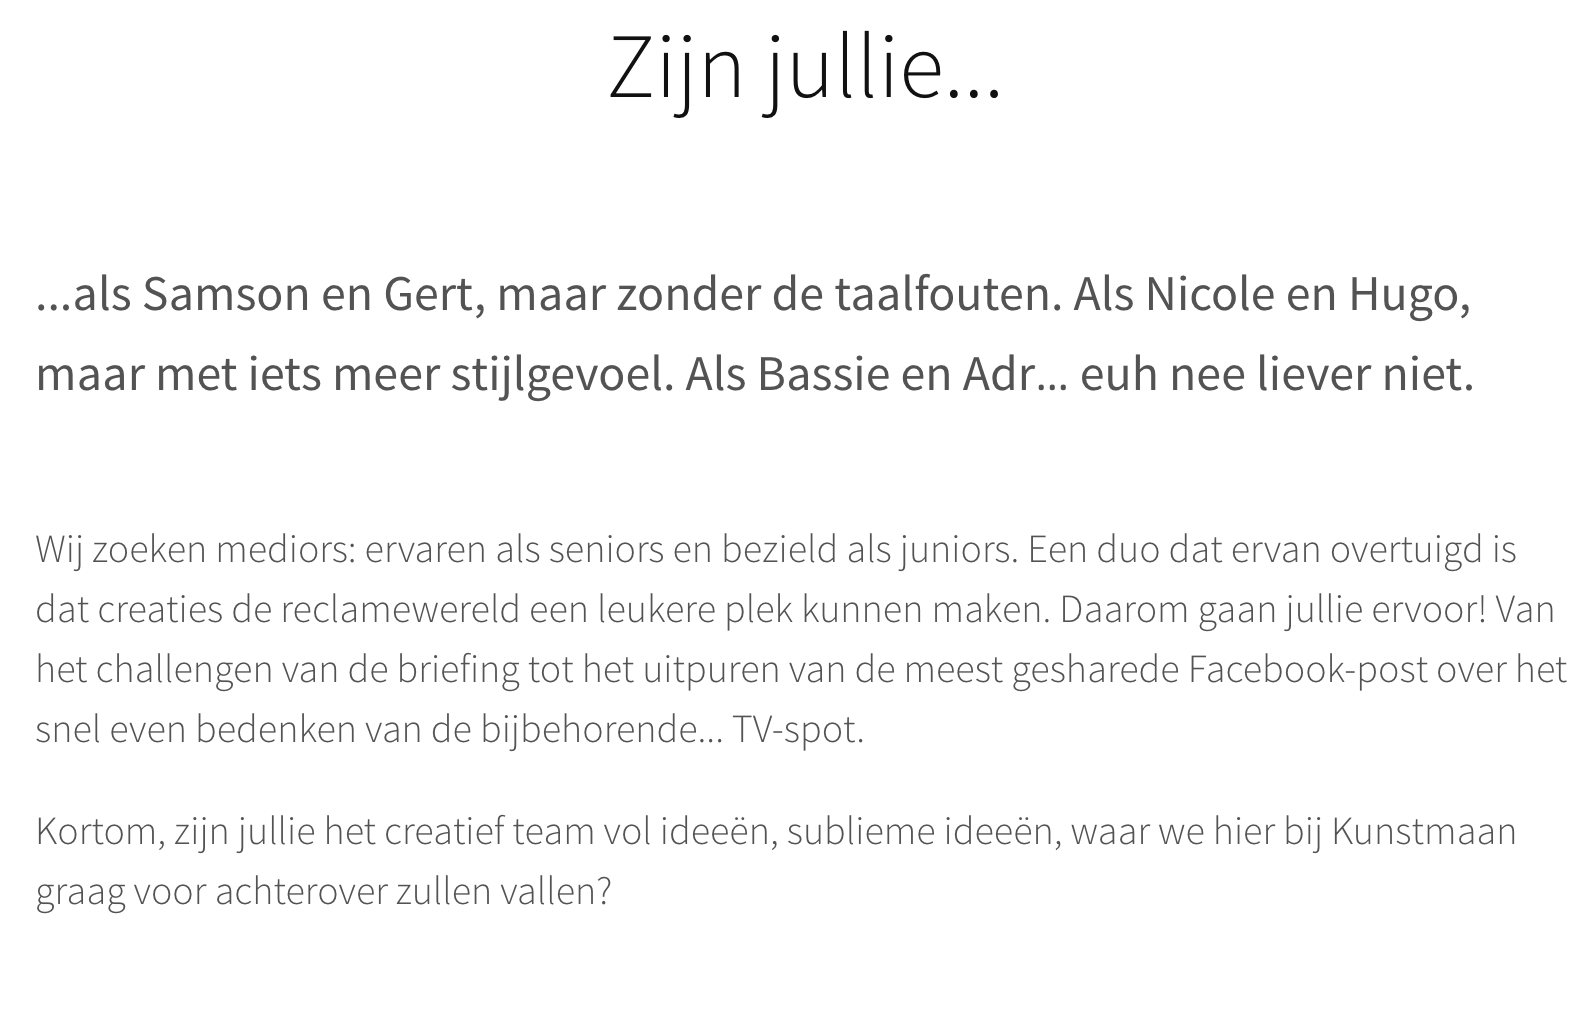 Zijn jullie...
...als Samson en Gert, maar zonder de taalfouten. Als Nicole en Hugo,
maar met iets meer stijlgevoel. Als Bassie en Adr... euh nee liever niet.
Wij zoeken mediors: ervaren als seniors en bezield als juniors. Een duo dat ervan overtuigd is
dat creaties de reclamewereld een leukere plek kunnen maken. Daarom gaan jullie ervoor! Van
het challengen van de briefing tot het uitpuren van de meest gesharede Facebook-post over het
snel even bedenken van de bijbehorende... TV-spot.
Kortom, zijn jullie het creatief team vol ideeën, sublieme ideeën, waar we hier bij Kunstmaan
graag voor achterover zullen vallen?